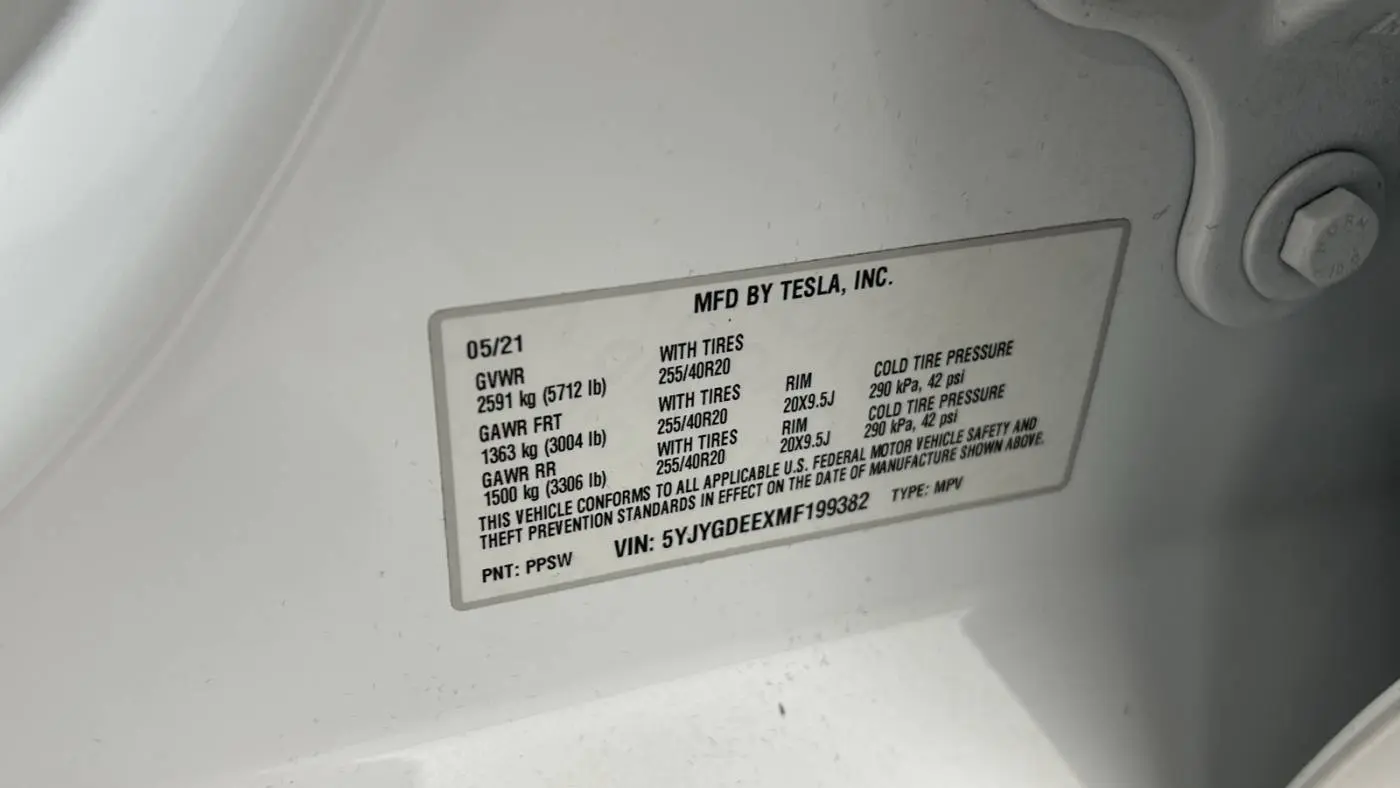 MFD BY TESLA, INC.
05/21
GVWR WITH TIRES
2591 kg (5712 lb) 255/40R20
GAWR FRT WITH TIRES RIM COLD TIRE PRESSURE
1363 kg (3004 lb) 255/40R20 20X9.5J 290 kPa, 42 psi
GAWR RR WITH TIRES RIM COLD TIRE PRESSURE
1500 kg (3306 lb) 255/40R20 20X9.5J 290 kPa, 42 psi
THIS VEHICLE CONFORMS TO ALL APPLICABLE U.S. FEDERAL MOTOR VEHICLE SAFETY AND
THEFT PREVENTION STANDARDS IN EFFECT ON THE DATE OF MANUFACTURE SHOWN ABOVE.
PNT: PPSW VIN: 5YJYGDEEXMF199382 TYPE: MPV